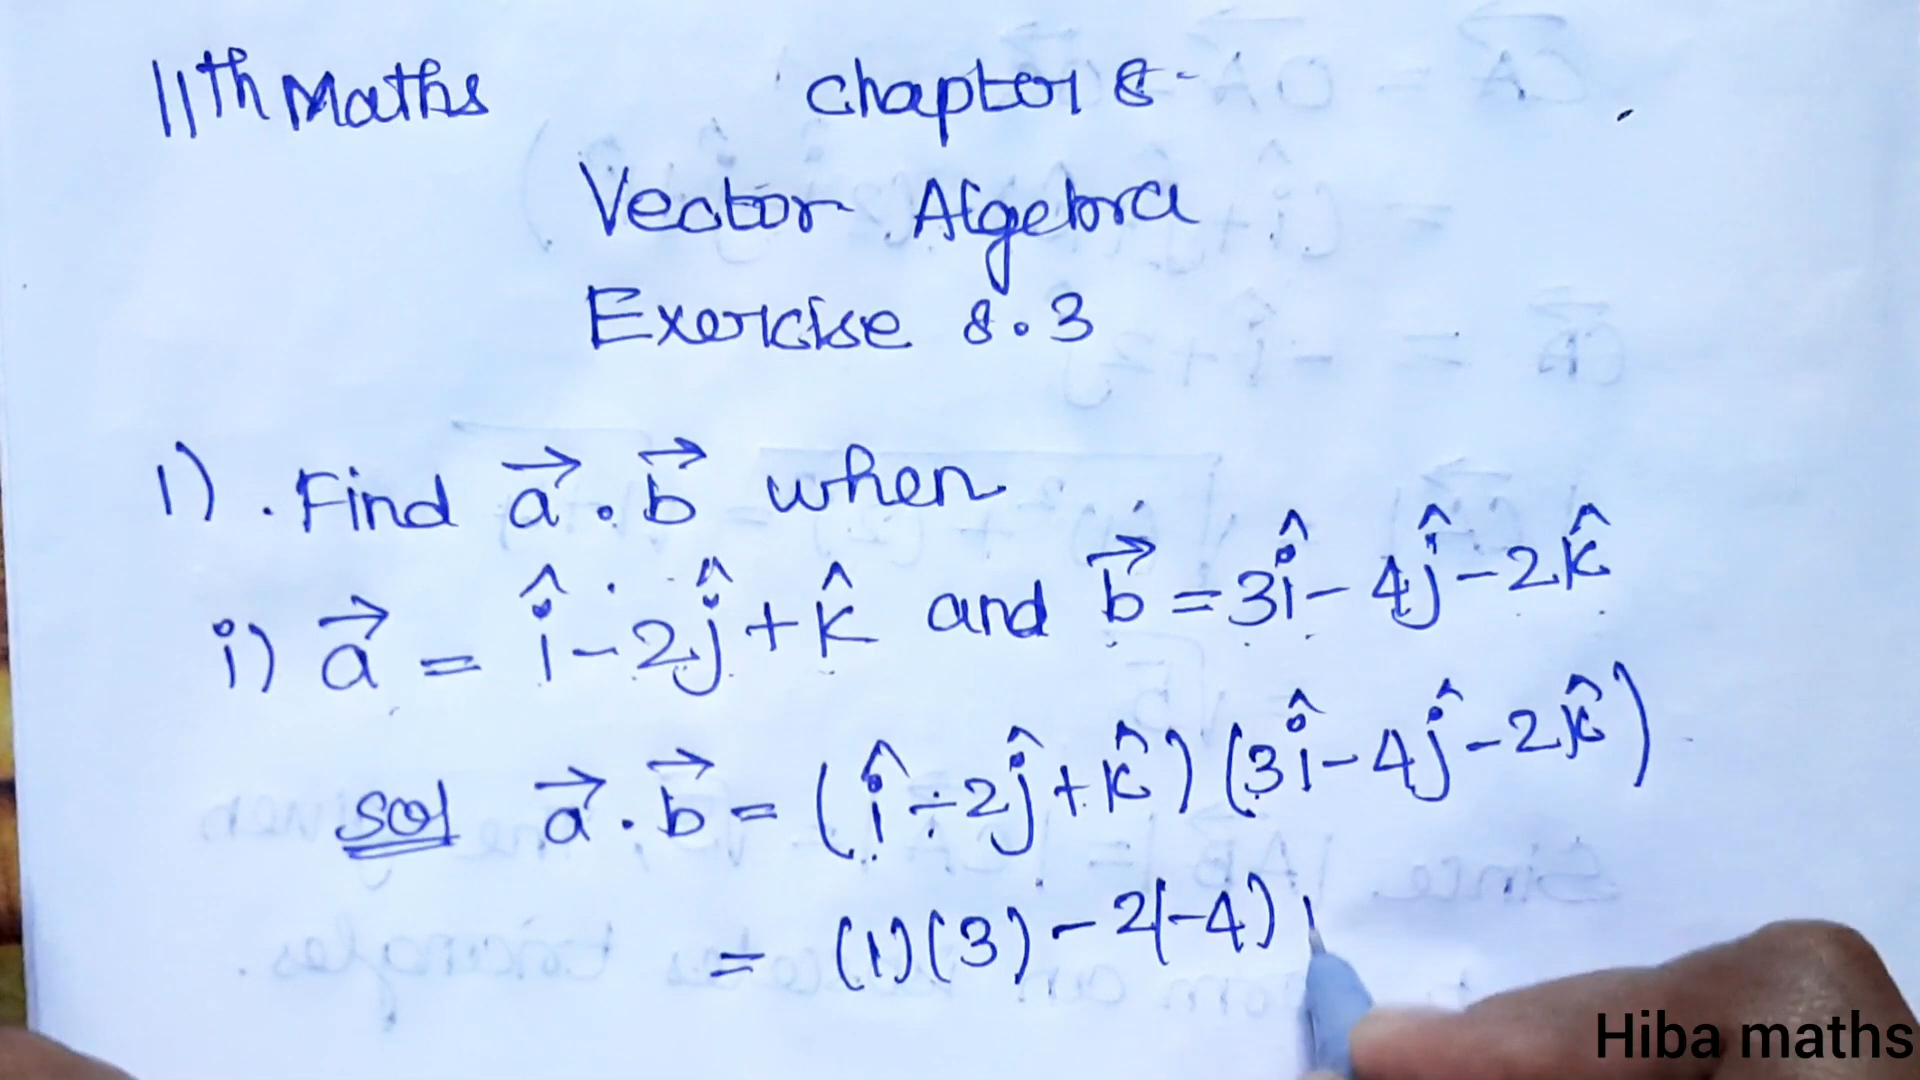 11th Maths chapter 8
Vector Algebra
Exercise 8.3
1). Find a⃗ . b⃗ when
i) a⃗ = î - 2ĵ + k̂ and b⃗ = 3î - 4ĵ - 2k̂
Sol a⃗ . b⃗ = (î - 2ĵ + k̂) (3î - 4ĵ - 2k̂)
= (1)(3) - 2(-4)
Hiba maths